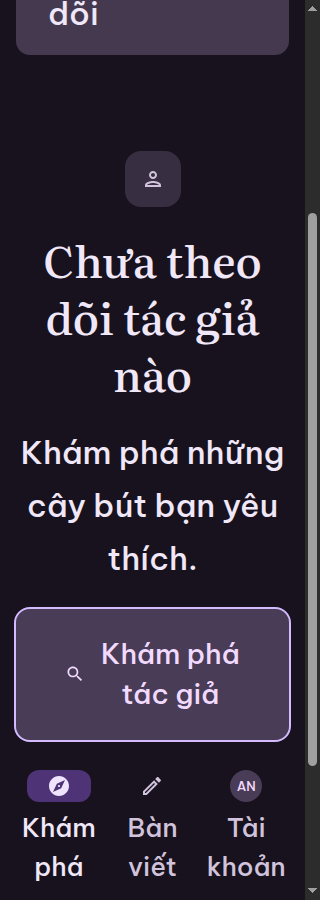 dõi
Chưa theo
dõi tác giả
nào
Khám phá những
cây bút bạn yêu
thích.
Khám phá
tác giả
AN
Khám
phá
Bàn
viết
Tài
khoản